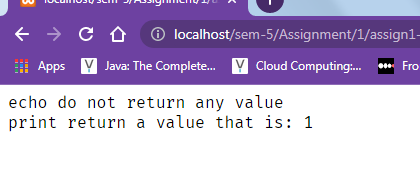 localhost/sem-5/Assignment/1/
localhost/sem-5/Assignment/1/assign1-
Apps
Java: The Complete...
Cloud Computing:...
Fro
echo do not return any value
print return a value that is: 1